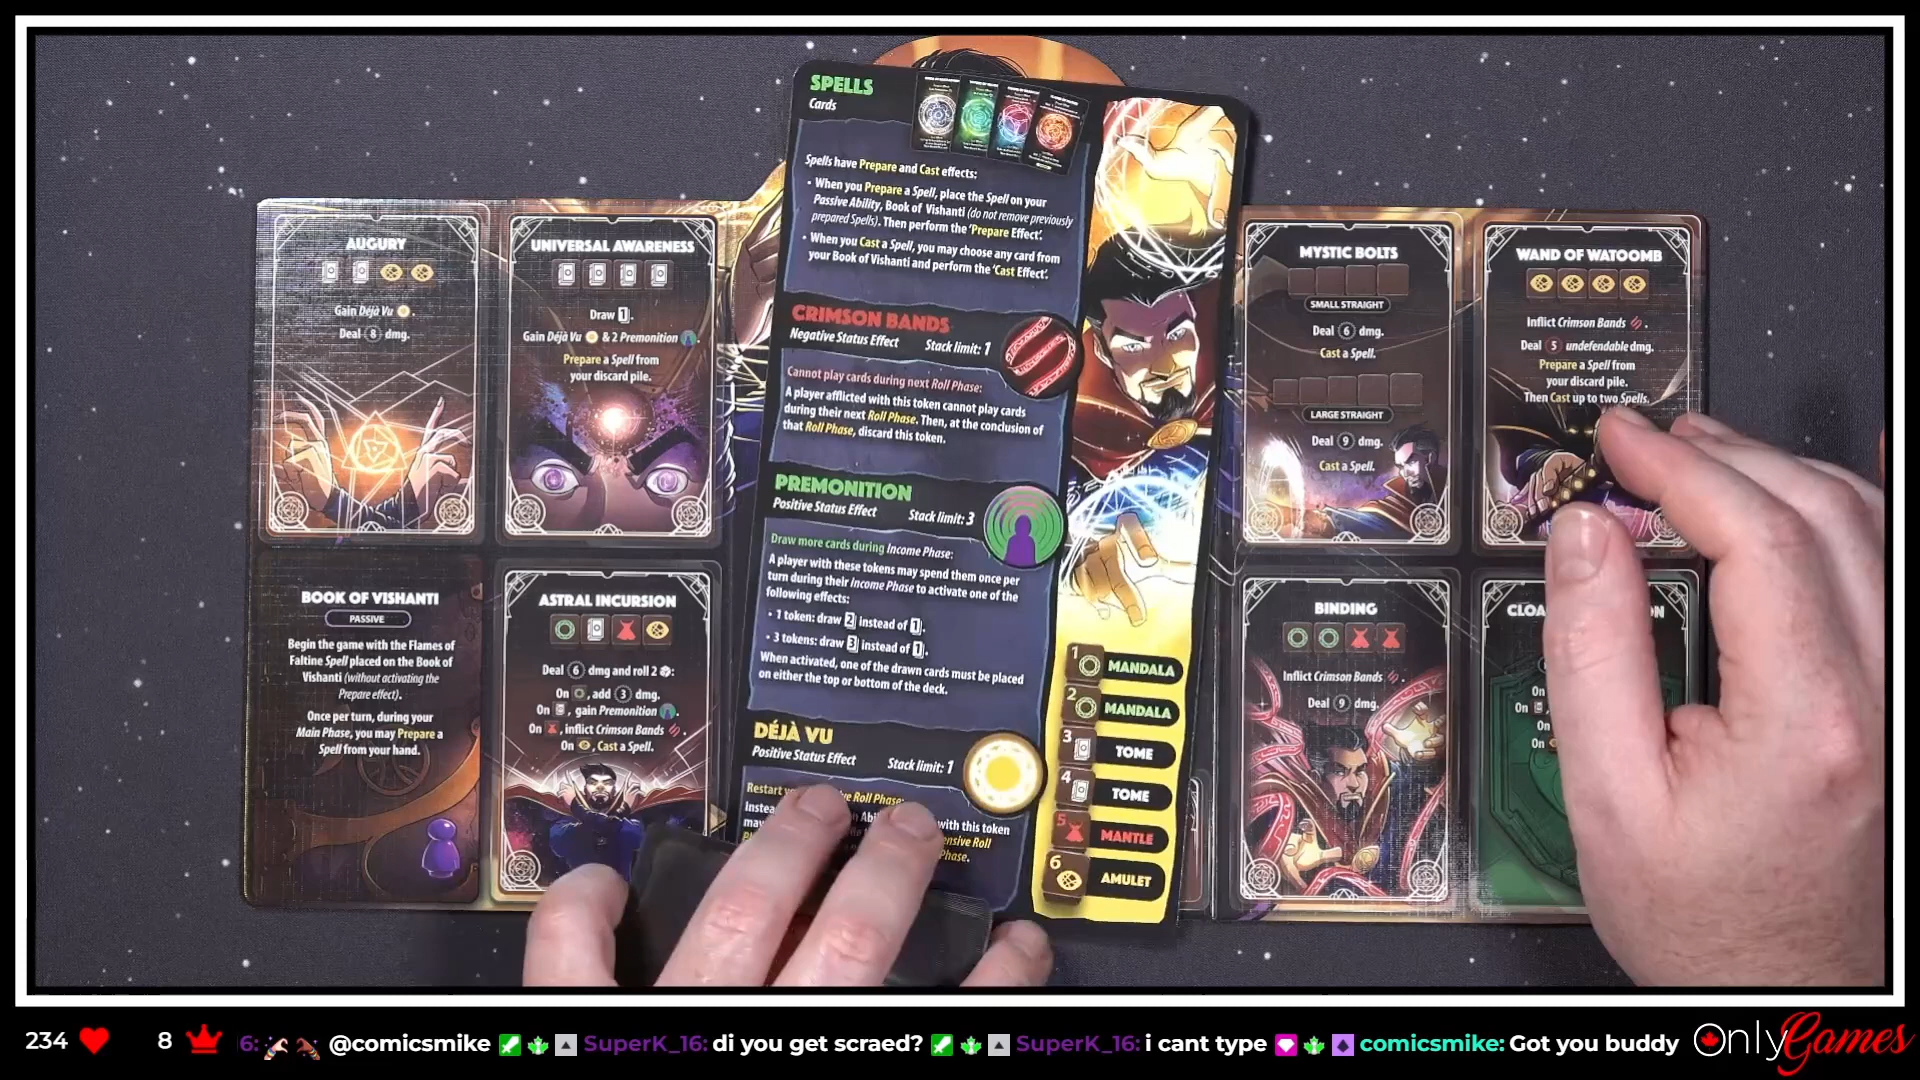 SPELLS
Cards
Spells have Prepare and Cast effects:
• When you Prepare a Spell, place the Spell on your
Passive Ability, Book of Vishanti (do not remove previously
prepared Spells). Then perform the 'Prepare Effect'.
• When you Cast a Spell, you may choose any card from
your Book of Vishanti and perform the 'Cast Effect'.
CRIMSON BANDS
Negative Status Effect Stack limit: 1
Cannot play cards during next Roll Phase:
A player afflicted with this token cannot play cards
during their next Roll Phase. Then, at the conclusion of
that Roll Phase, discard this token.
PREMONITION
Positive Status Effect Stack limit: 3
Draw more cards during Income Phase:
A player with these tokens may spend them once per
turn during their Income Phase to activate one of the
following effects:
• 1 token: draw 2 instead of 1.
• 3 tokens: draw 3 instead of 1.
When activated, one of the drawn cards must be placed
on either the top or bottom of the deck.
DÉJÀ VU
Positive Status Effect Stack limit: 1
Restart Roll Phase:
with this token
may
Roll
Phase.
1 MANDALA
2 MANDALA
3 TOME
4 TOME
5 MANTLE
6 AMULET
AUGURY
Gain Déjà Vu .
Deal 8 dmg.
UNIVERSAL AWARENESS
Draw 1.
Gain Déjà Vu & 2 Premonition .
Prepare a Spell from
your discard pile.
BOOK OF VISHANTI
PASSIVE
Begin the game with the Flames of
Faltine Spell placed on the Book of
Vishanti (without activating the
Prepare effect).
Once per turn, during your
Main Phase, you may Prepare a
Spell from your hand.
ASTRAL INCURSION
Deal 6 dmg and roll 2 :
On , add 3 dmg.
On , gain Premonition .
On , inflict Crimson Bands .
On , Cast a Spell.
MYSTIC BOLTS
SMALL STRAIGHT
Deal 6 dmg.
Cast a Spell.
LARGE STRAIGHT
Deal 9 dmg.
Cast a Spell.
WAND OF WATOOMB
Inflict Crimson Bands .
Deal 5 undefendable dmg.
Prepare a Spell from
your discard pile.
Then Cast up to two Spells.
BINDING
Inflict Crimson Bands .
Deal 9 dmg.
On
On
On
On
234 8 6: @comicsmike SuperK_16: di you get scraed? SuperK_16: i cant type comicsmike: Got you buddy OnlyGames